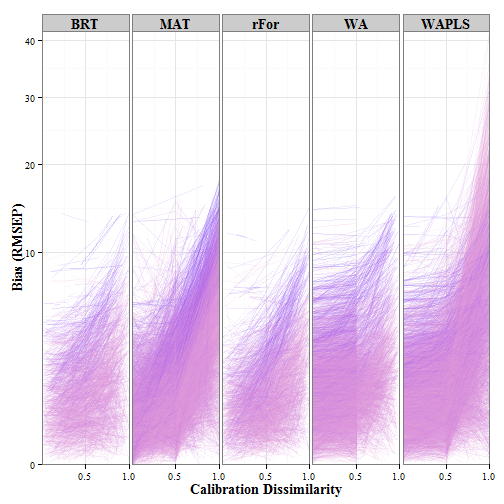 BRT MAT rFor WA WAPLS
40
30
20
10
0
Bias (RMSEP)
0.5 1.0 0.5 1.0 0.5 1.0 0.5 1.0 0.5 1.0
Calibration Dissimilarity